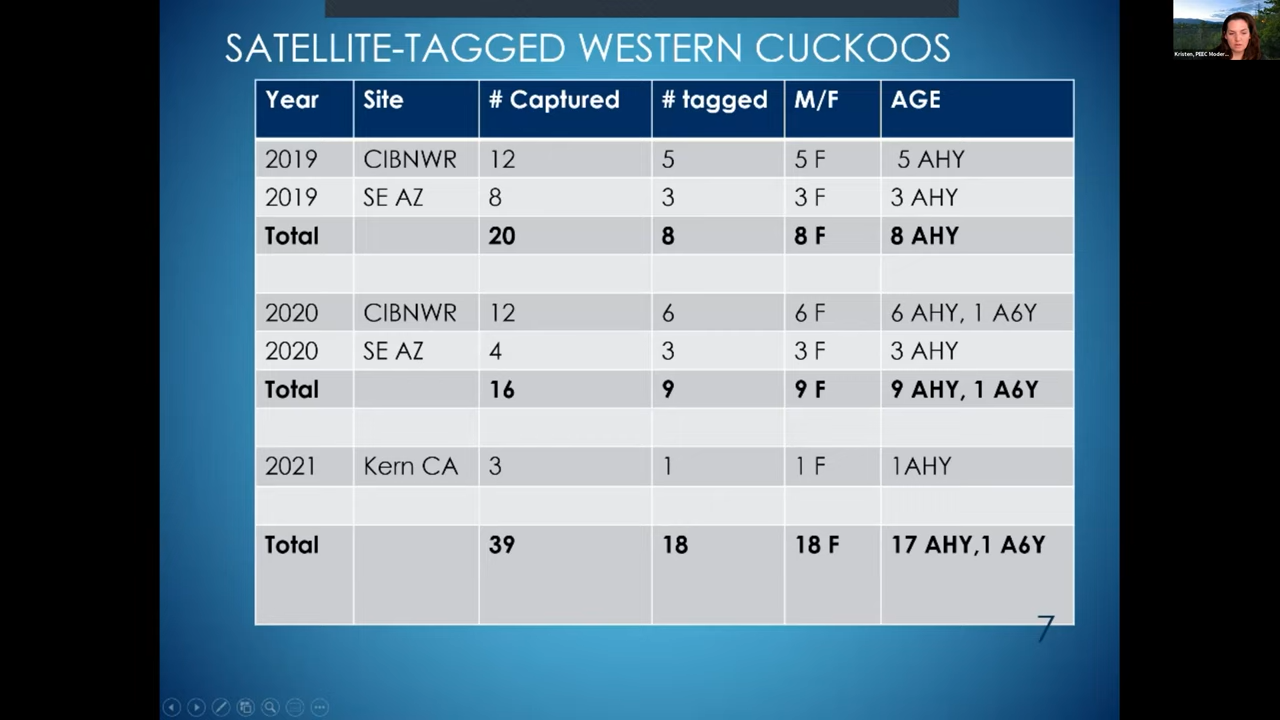 SATELLITE-TAGGED WESTERN CUCKOOS
Year Site # Captured # tagged M/F AGE
2019 CIBNWR 12 5 5 F 5 AHY
2019 SE AZ 8 3 3 F 3 AHY
Total 20 8 8 F 8 AHY
2020 CIBNWR 12 6 6 F 6 AHY, 1 A6Y
2020 SE AZ 4 3 3 F 3 AHY
Total 16 9 9 F 9 AHY, 1 A6Y
2021 Kern CA 3 1 1 F 1AHY
Total 39 18 18 F 17 AHY,1 A6Y
7
Kristen, PEEC Moder...